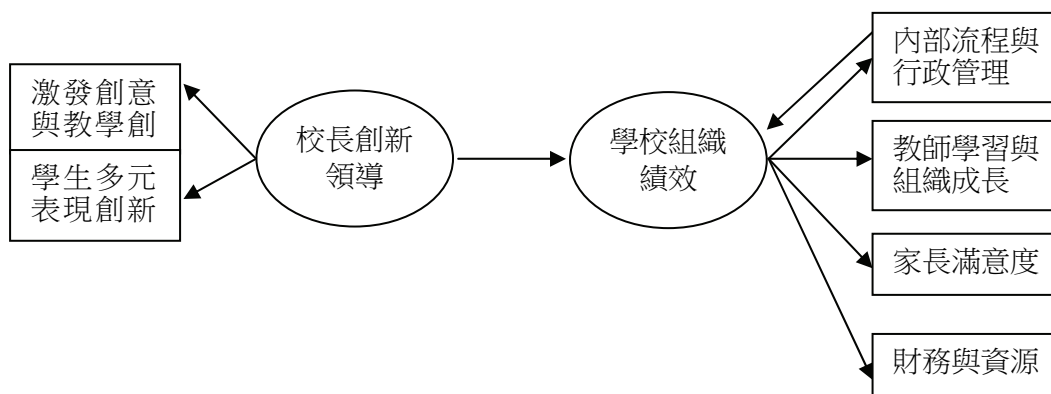 激發創意
與教學創
學生多元
表現創新
校長創新
領導
學校組織
績效
內部流程與
行政管理
教師學習與
組織成長
家長滿意度
財務與資源